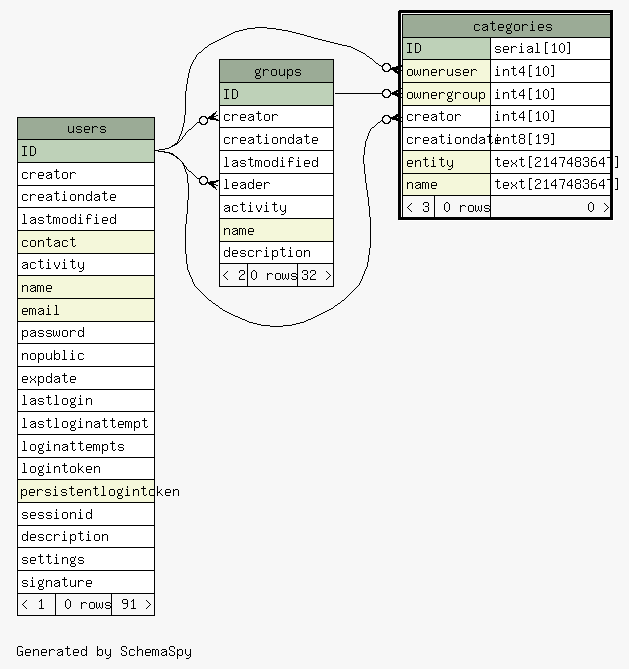 users
ID
creator
creationdate
lastmodified
contact
activity
name
email
password
nopublic
expdate
lastlogin
lastloginattempt
loginattempts
logintoken
persistentlogintoken
sessionid
description
settings
signature
< 1 0 rows 91 >
groups
ID
creator
creationdate
lastmodified
leader
activity
name
description
< 2 0 rows 32 >
categories
ID serial[10]
owneruser int4[10]
ownergroup int4[10]
creator int4[10]
creationdate int8[19]
entity text[2147483647]
name text[2147483647]
< 3 0 rows 0 >
Generated by SchemaSpy